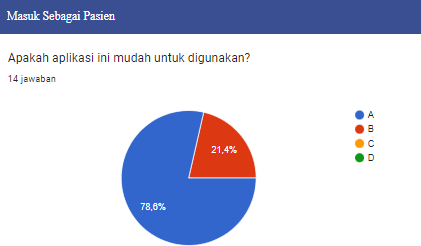 Masuk Sebagai Pasien
Apakah aplikasi ini mudah untuk digunakan?
14 jawaban
A
B
C
D
21,4%
78,6%